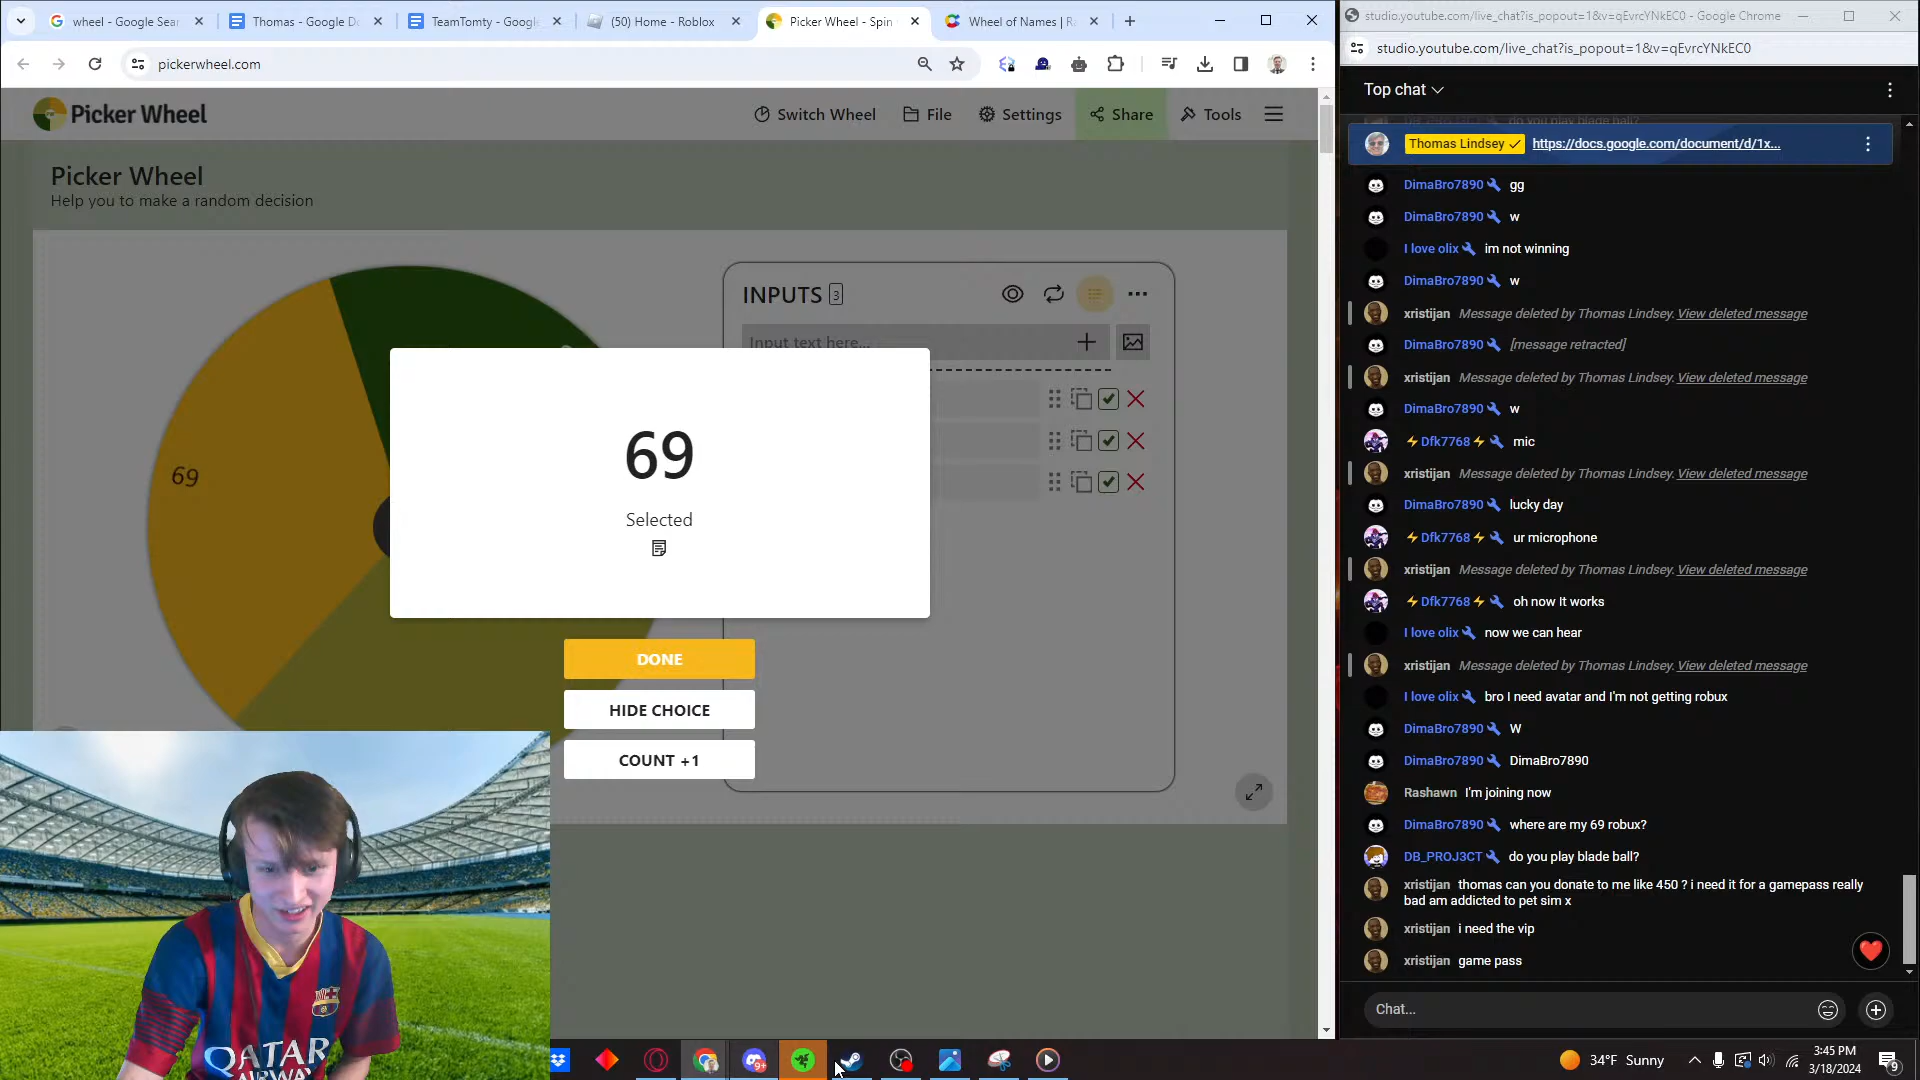 wheel - Google Sear
Thomas - Google Do
TeamTomty - Google
(50) Home - Roblox
Picker Wheel - Spin
Wheel of Names | Ra
studio.youtube.com/live_chat?is_popout=1&v=qEvrcYNkEC0 - Google Chrome
pickerwheel.com
studio.youtube.com/live_chat?is_popout=1&v=qEvrcYNkEC0
Picker Wheel
Switch Wheel
File
Settings
Share
Tools
Picker Wheel
Help you to make a random decision
69
INPUTS 3
Input text here...
69
Selected
DONE
HIDE CHOICE
COUNT +1
QATAR
AIRWAYS
Top chat
do you play blade ball?
Thomas Lindsey https://docs.google.com/document/d/1x...
DimaBro7890 gg
DimaBro7890 w
I love olix im not winning
DimaBro7890 w
xristijan Message deleted by Thomas Lindsey. View deleted message
DimaBro7890 [message retracted]
xristijan Message deleted by Thomas Lindsey. View deleted message
DimaBro7890 w
⚡Dfk7768⚡ mic
xristijan Message deleted by Thomas Lindsey. View deleted message
DimaBro7890 lucky day
⚡Dfk7768⚡ ur microphone
xristijan Message deleted by Thomas Lindsey. View deleted message
⚡Dfk7768⚡ oh now It works
I love olix now we can hear
xristijan Message deleted by Thomas Lindsey. View deleted message
I love olix bro I need avatar and I'm not getting robux
DimaBro7890 W
DimaBro7890 DimaBro7890
Rashawn I'm joining now
DimaBro7890 where are my 69 robux?
DB_PROJ3CT do you play blade ball?
xristijan thomas can you donate to me like 450 ? i need it for a gamepass really
bad am addicted to pet sim x
xristijan i need the vip
xristijan game pass
Chat...
9+
34°F Sunny
3:45 PM
3/18/2024
9